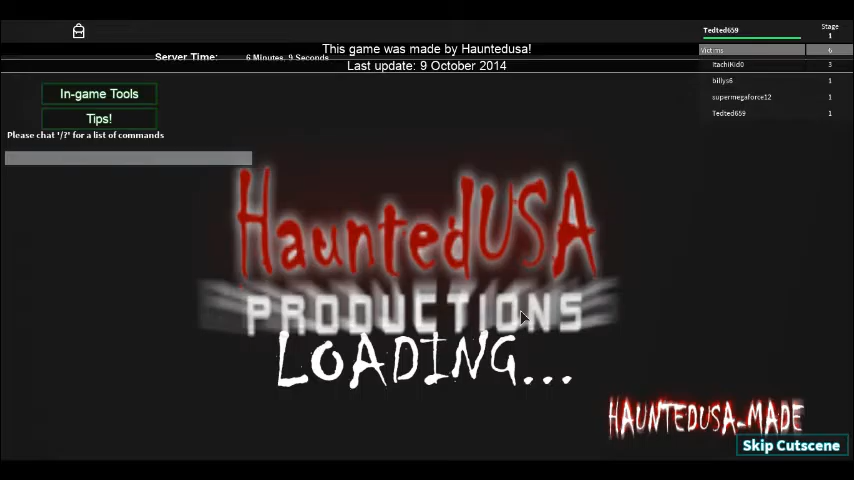 Tedted659
Stage
1
This game was made by Hauntedusa!
Server Time:
6 Minutes, 9 Seconds
Victims
6
Last update: 9 October 2014
ItachiKid0
3
billys6
1
supermegaforce12
1
Tedted659
1
In-game Tools
Tips!
Please chat '/?' for a list of commands
HauntedUSA
PRODUCTIONS
LOADING...
HAUNTEDUSA-MADE
Skip Cutscene